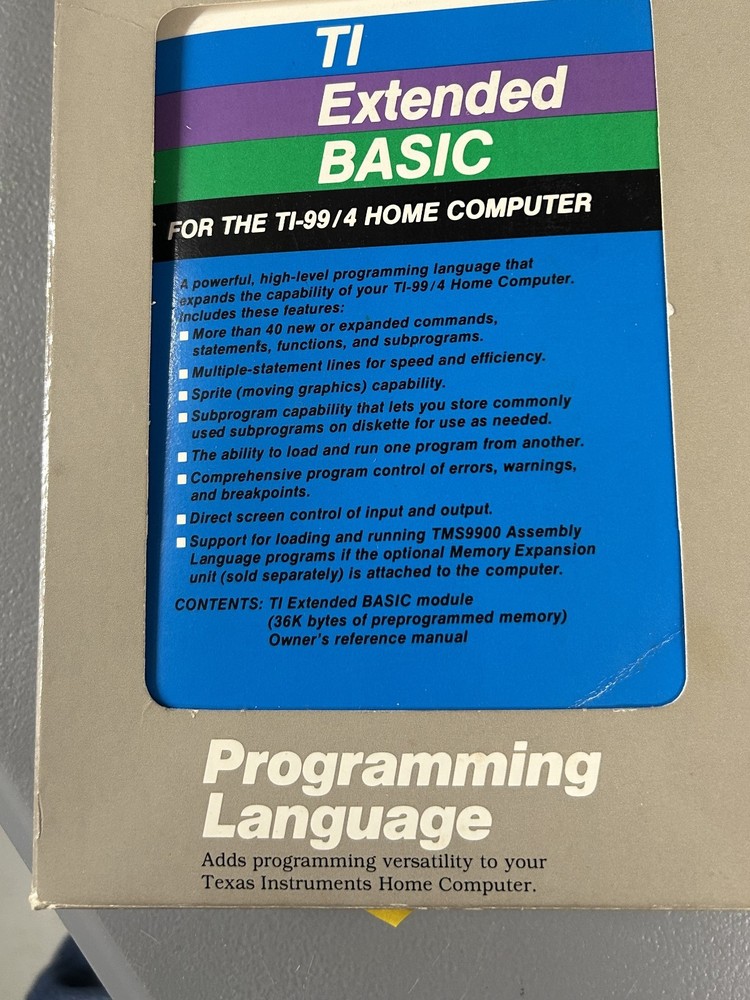 TI
Extended
BASIC
FOR THE TI-99/4 HOME COMPUTER
A powerful, high-level programming language that
expands the capability of your TI-99/4 Home Computer.
Includes these features:
■ More than 40 new or expanded commands,
statements, functions, and subprograms.
■ Multiple-statement lines for speed and efficiency.
■ Sprite (moving graphics) capability.
■ Subprogram capability that lets you store commonly
used subprograms on diskette for use as needed.
■ The ability to load and run one program from another.
■ Comprehensive program control of errors, warnings,
and breakpoints.
■ Direct screen control of input and output.
■ Support for loading and running TMS9900 Assembly
Language programs if the optional Memory Expansion
unit (sold separately) is attached to the computer.
CONTENTS: TI Extended BASIC module
(36K bytes of preprogrammed memory)
Owner's reference manual
Programming
Language
Adds programming versatility to your
Texas Instruments Home Computer.